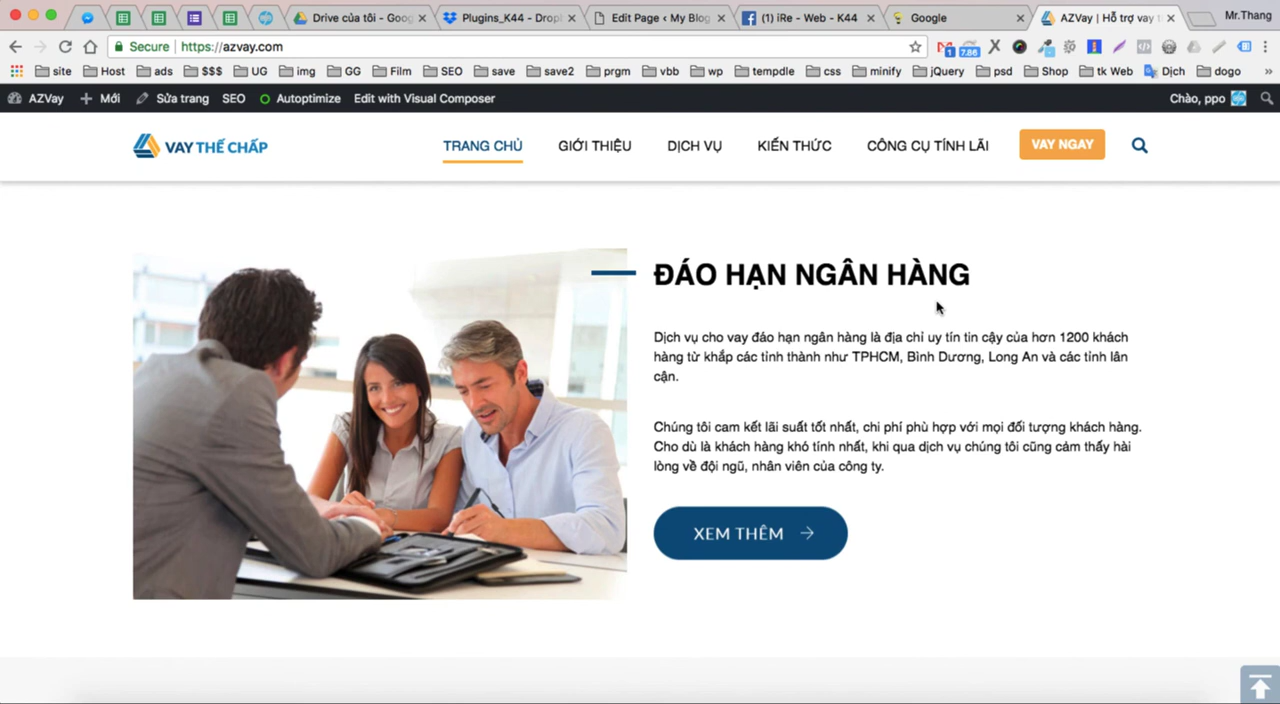 Drive của tôi - Goog
Plugins_K44 - Dropl
Edit Page ‹ My Blog
(1) iRe - Web - K44
Google
AZVay | Hỗ trợ vay t
Mr.Thang
Secure
https://azvay.com
1
7.86
site
Host
ads
$$$
UG
img
GG
Film
SEO
save
save2
prgm
vbb
wp
tempdle
css
minify
jQuery
psd
Shop
tk Web
Dịch
dogo
»
AZVay
Mới
Sửa trang
SEO
Autoptimize
Edit with Visual Composer
Chào, ppo
VAY THẾ CHẤP
TRANG CHỦ
GIỚI THIỆU
DỊCH VỤ
KIẾN THỨC
CÔNG CỤ TÍNH LÃI
VAY NGAY
ĐÁO HẠN NGÂN HÀNG
Dịch vụ cho vay đáo hạn ngân hàng là địa chỉ uy tín tin cậy của hơn 1200 khách
hàng từ khắp các tỉnh thành như TPHCM, Bình Dương, Long An và các tỉnh lân
cận.
Chúng tôi cam kết lãi suất tốt nhất, chi phí phù hợp với mọi đối tượng khách hàng.
Cho dù là khách hàng khó tính nhất, khi qua dịch vụ chúng tôi cũng cảm thấy hài
lòng về đội ngũ, nhân viên của công ty.
XEM THÊM